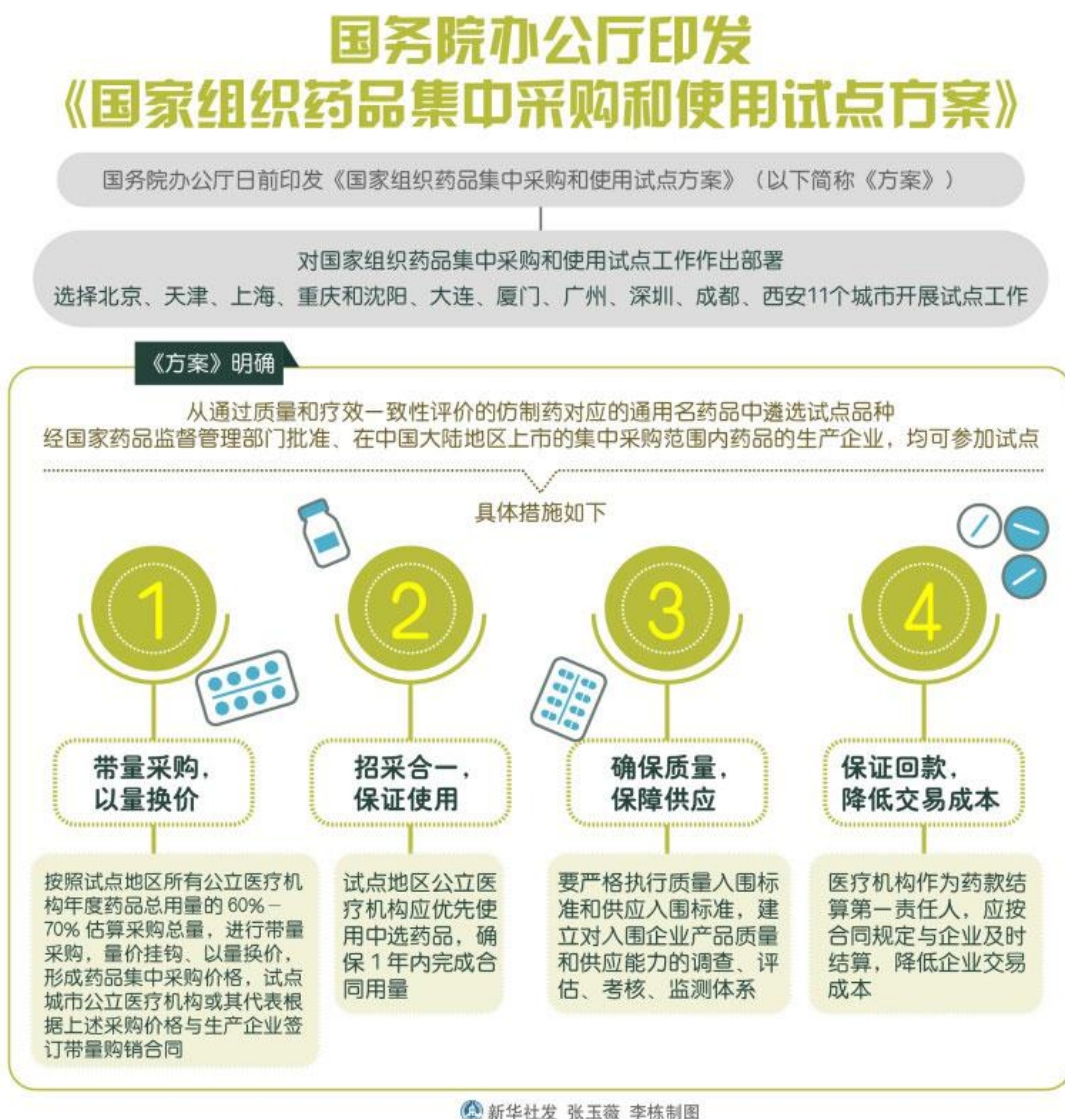 国务院办公厅印发
《国家组织药品集中采购和使用试点方案》
国务院办公厅日前印发《国家组织药品集中采购和使用试点方案》（以下简称《方案》）
对国家组织药品集中采购和使用试点工作作出部署
选择北京、天津、上海、重庆和沈阳、大连、厦门、广州、深圳、成都、西安11个城市开展试点工作
《方案》明确
从通过质量和疗效一致性评价的仿制药对应的通用名药品中遴选试点品种
经国家药品监督管理部门批准、在中国大陆地区上市的集中采购范围内药品的生产企业，均可参加试点
具体措施如下
1
带量采购，
以量换价
按照试点地区所有公立医疗机
构年度药品总用量的60%－
70%估算采购总量，进行带量
采购，量价挂钩、以量换价，
形成药品集中采购价格，试点
城市公立医疗机构或其代表根
据上述采购价格与生产企业签
订带量购销合同
2
招采合一，
保证使用
试点地区公立医
疗机构应优先使
用中选药品，确
保1年内完成合
同用量
3
确保质量，
保障供应
要严格执行质量入围标
准和供应入围标准，建
立对入围企业产品质量
和供应能力的调查、评
估、考核、监测体系
4
保证回款，
降低交易成本
医疗机构作为药款结
算第一责任人，应按
合同规定与企业及时
结算，降低企业交易
成本
新华社发 张玉薇 李栋制图